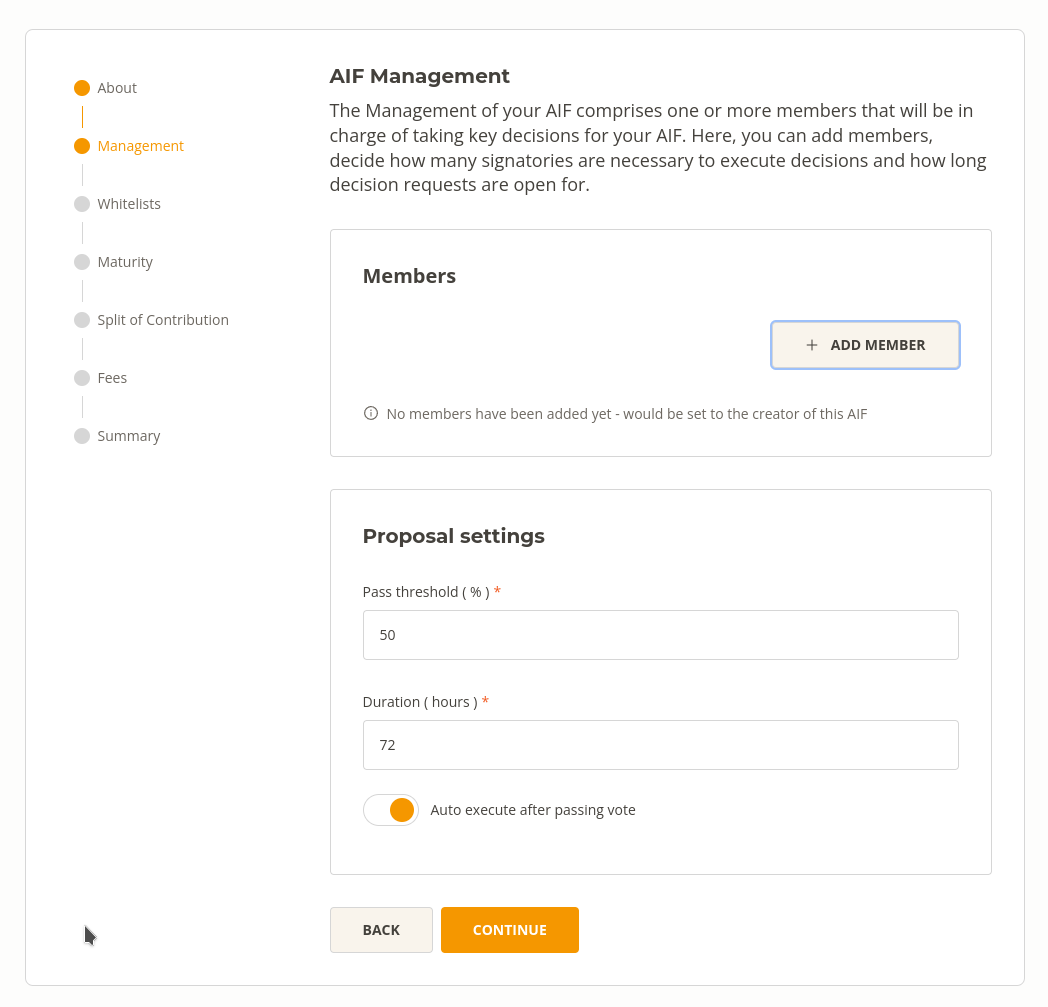 About
Management
Whitelists
Maturity
Split of Contribution
Fees
Summary
AIF Management
The Management of your AIF comprises one or more members that will be in
charge of taking key decisions for your AIF. Here, you can add members,
decide how many signatories are necessary to execute decisions and how long
decision requests are open for.
Members
+ ADD MEMBER
No members have been added yet - would be set to the creator of this AIF
Proposal settings
Pass threshold ( % ) *
50
Duration ( hours ) *
72
Auto execute after passing vote
BACK
CONTINUE